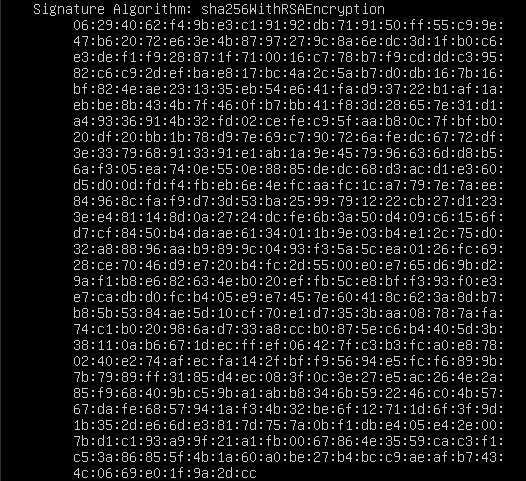 Signature Algorithm: sha256WithRSAEncryption
06:29:40:62:f4:9b:e3:c1:91:92:db:71:91:50:ff:55:c9:9e:
47:b6:20:72:e6:3e:4b:87:97:27:9c:8a:6e:dc:3d:1f:b0:c6:
e3:de:f1:f9:28:87:1f:71:00:16:c7:78:b7:f9:cd:dd:c3:95:
82:c6:c9:2d:ef:ba:e8:17:bc:4a:2c:5a:b7:d0:db:16:7b:16:
bf:82:4e:ae:23:13:35:eb:54:e6:41:fa:d9:37:22:b1:af:1a:
eb:be:8b:43:4b:7f:46:0f:b7:bb:41:f8:3d:28:65:7e:31:d1:
a4:93:36:91:4b:32:fd:02:ce:fe:c9:5f:aa:b8:0c:7f:bf:b0:
20:df:20:bb:1b:78:d9:7e:69:c7:90:72:6a:fe:dc:67:72:df:
3e:33:79:68:91:33:91:e1:ab:1a:9e:45:79:96:63:6d:d8:b5:
6a:f3:05:ea:74:0e:55:0e:88:85:de:dc:68:d3:ac:d1:e3:60:
d5:d0:0d:fd:f4:fb:eb:6e:4e:fc:aa:fc:1c:a7:79:7e:7a:ee:
84:96:8c:fa:f9:d7:3d:53:ba:25:99:79:12:22:cb:27:d1:23:
3e:e4:81:14:8d:0a:27:24:dc:fe:6b:3a:50:d4:09:c6:15:6f:
d7:cf:84:50:b4:da:ae:61:34:01:1b:9e:03:b4:e1:2c:75:d0:
32:a8:88:96:aa:b9:89:9c:04:93:f3:5a:5c:ea:01:26:fc:69:
28:ce:70:46:d9:e7:20:b4:fc:2d:55:00:e0:e7:65:d6:9b:d2:
9a:f1:b8:e6:82:63:4e:b0:20:ef:fb:5c:e8:bf:f3:93:f0:e3:
e7:ca:db:d0:fc:b4:05:e9:e7:45:7e:60:41:8c:62:3a:8d:b7:
b8:5b:53:84:ae:5d:10:cf:70:e1:d7:35:3b:aa:08:78:7a:fa:
74:c1:b0:20:98:6a:d7:33:a8:cc:b0:87:5e:c6:b4:40:5d:3b:
38:11:0a:b6:67:1d:ec:ff:ef:06:42:7f:c3:b3:fc:a0:e8:78:
02:40:e2:74:af:ec:fa:14:2f:bf:f9:56:94:e5:fc:f6:89:9b:
7b:79:89:ff:31:85:d4:ec:08:3f:0c:3e:27:e5:ac:26:4e:2a:
85:f9:68:40:9b:c5:9b:a1:ab:b8:34:6b:59:22:46:c0:4b:57:
67:da:fe:68:57:94:1a:f3:4b:32:be:6f:12:71:1d:6f:3f:9d:
1b:35:2d:e6:6d:e3:81:7d:75:7a:0b:f1:db:e4:05:e4:2e:00:
7b:d1:c1:93:a9:9f:21:a1:fb:00:67:86:4e:35:59:ca:c3:f1:
c5:3a:86:85:5f:4b:1a:60:a0:be:27:b4:bc:c9:ae:af:b7:43:
4c:06:69:e0:1f:9a:2d:cc